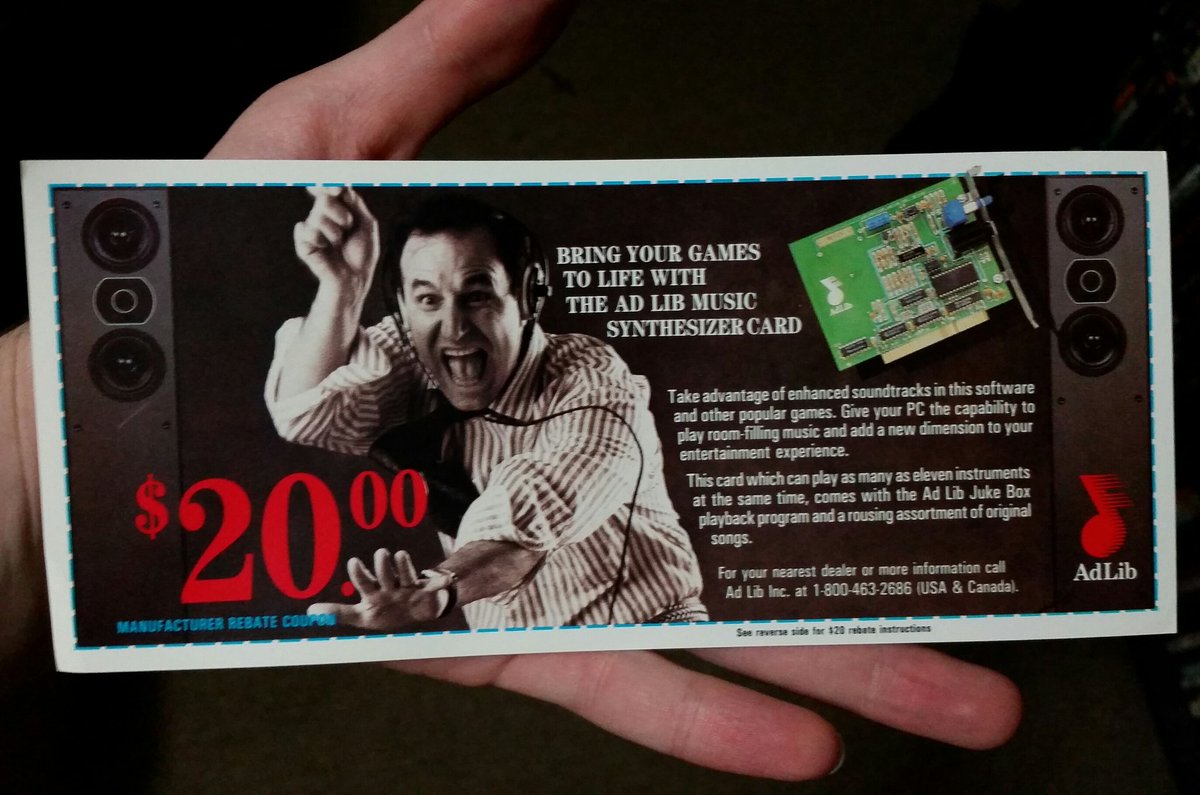 BRING YOUR GAMES
TO LIFE WITH
THE AD LIB MUSIC
SYNTHESIZER CARD
AdLib
Take advantage of enhanced soundtracks in this software
and other popular games. Give your PC the capability to
play room-filling music and add a new dimension to your
entertainment experience.
This card which can play as many as eleven instruments
at the same time, comes with the Ad Lib Juke Box
playback program and a rousing assortment of original
songs.
For your nearest dealer or more information call
Ad Lib Inc. at 1-800-463-2686 (USA & Canada).
$20.00
MANUFACTURER REBATE COUPON
AdLib
See reverse side for $20 rebate instructions